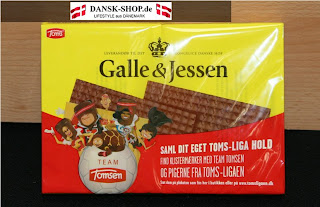 DANSK-SHOP.de
LIFESTYLE aus DÄNEMARK
Toms
Galle & Jessen
SAML DIT EGET TOMS-LIGA HOLD
FIND KLISTERMÆRKER MED TEAM TOMSEN
OG PIGERNE FRA TOMS-LIGAEN
TEAM
Tomsen